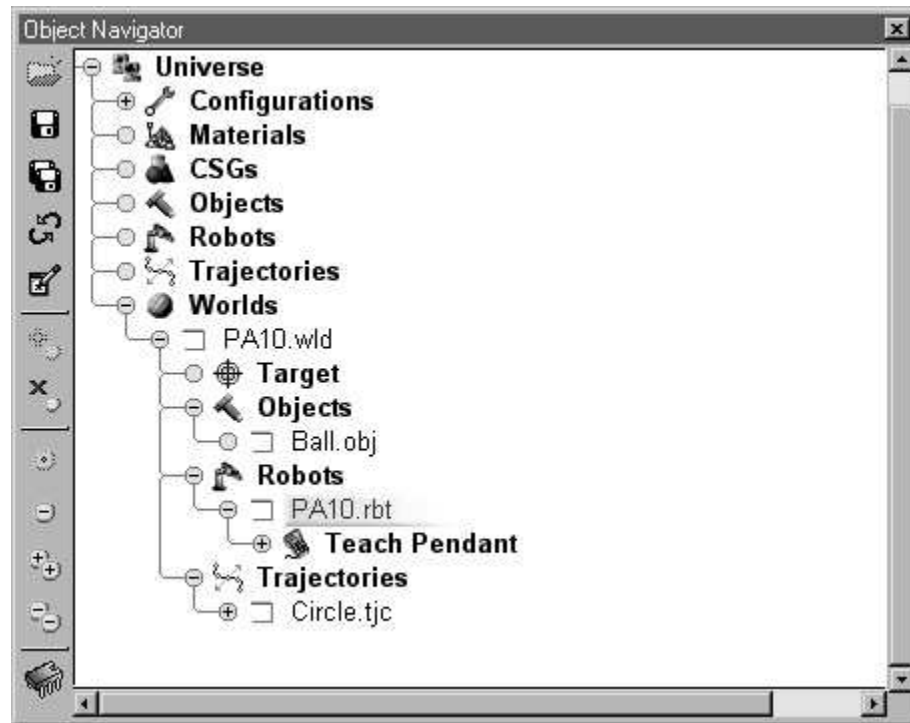 Object Navigator
Universe
Configurations
Materials
CSGs
Objects
Robots
Trajectories
Worlds
PA10.wld
Target
Objects
Ball.obj
Robots
PA10.rbt
Teach Pendant
Trajectories
Circle.tjc